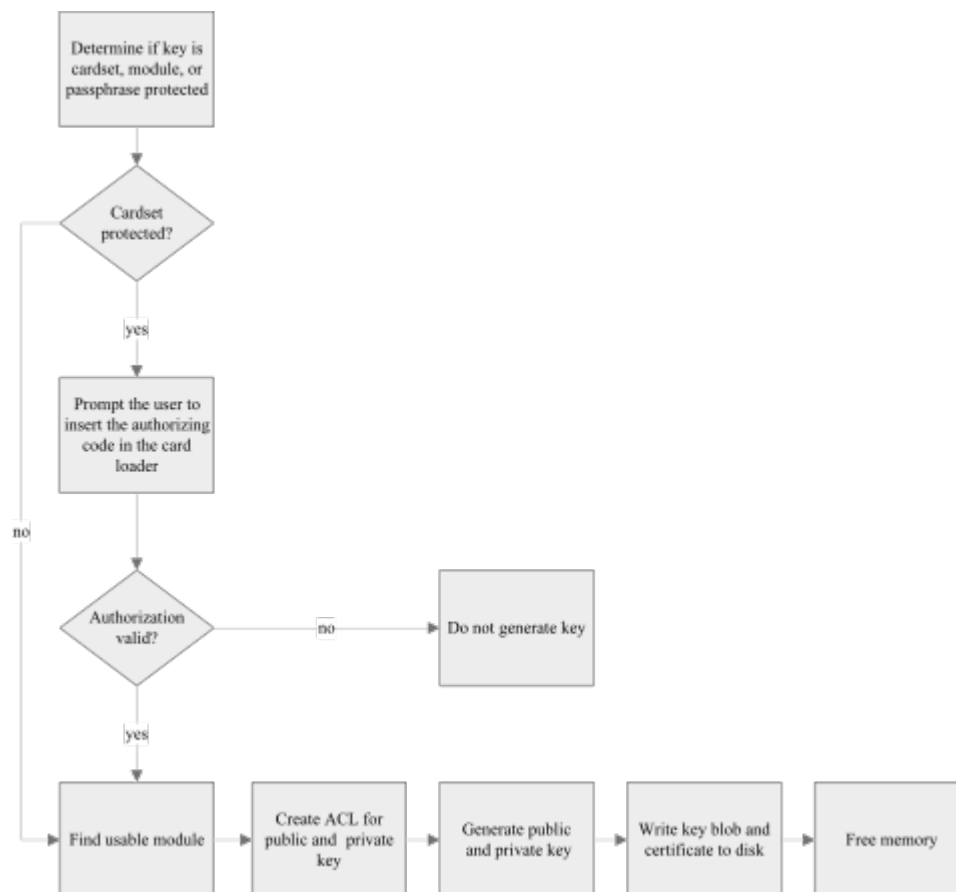 Determine if key is
cardset, module, or
passphrase protected
Cardset
protected?
yes
Prompt the user to
insert the authorizing
code in the card
loader
no
Authorization
valid?
no
Do not generate key
yes
Find usable module
Create ACL for
public and private
key
Generate public
and private key
Write key blob and
certificate to disk
Free memory